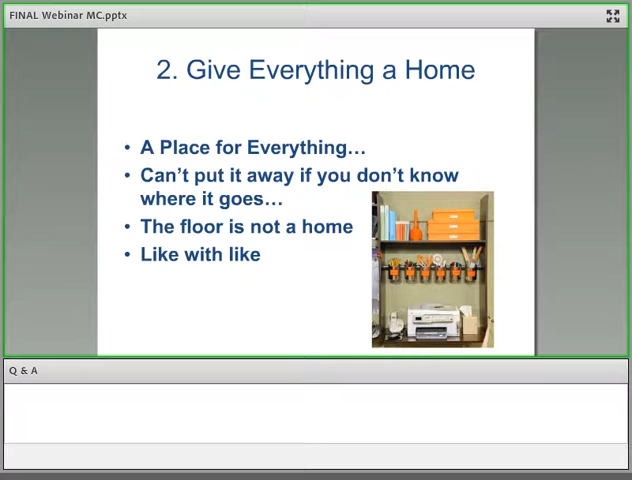 FINAL Webinar MC.pptx
2. Give Everything a Home
• A Place for Everything…
• Can’t put it away if you don’t know
where it goes…
• The floor is not a home
• Like with like
Q & A